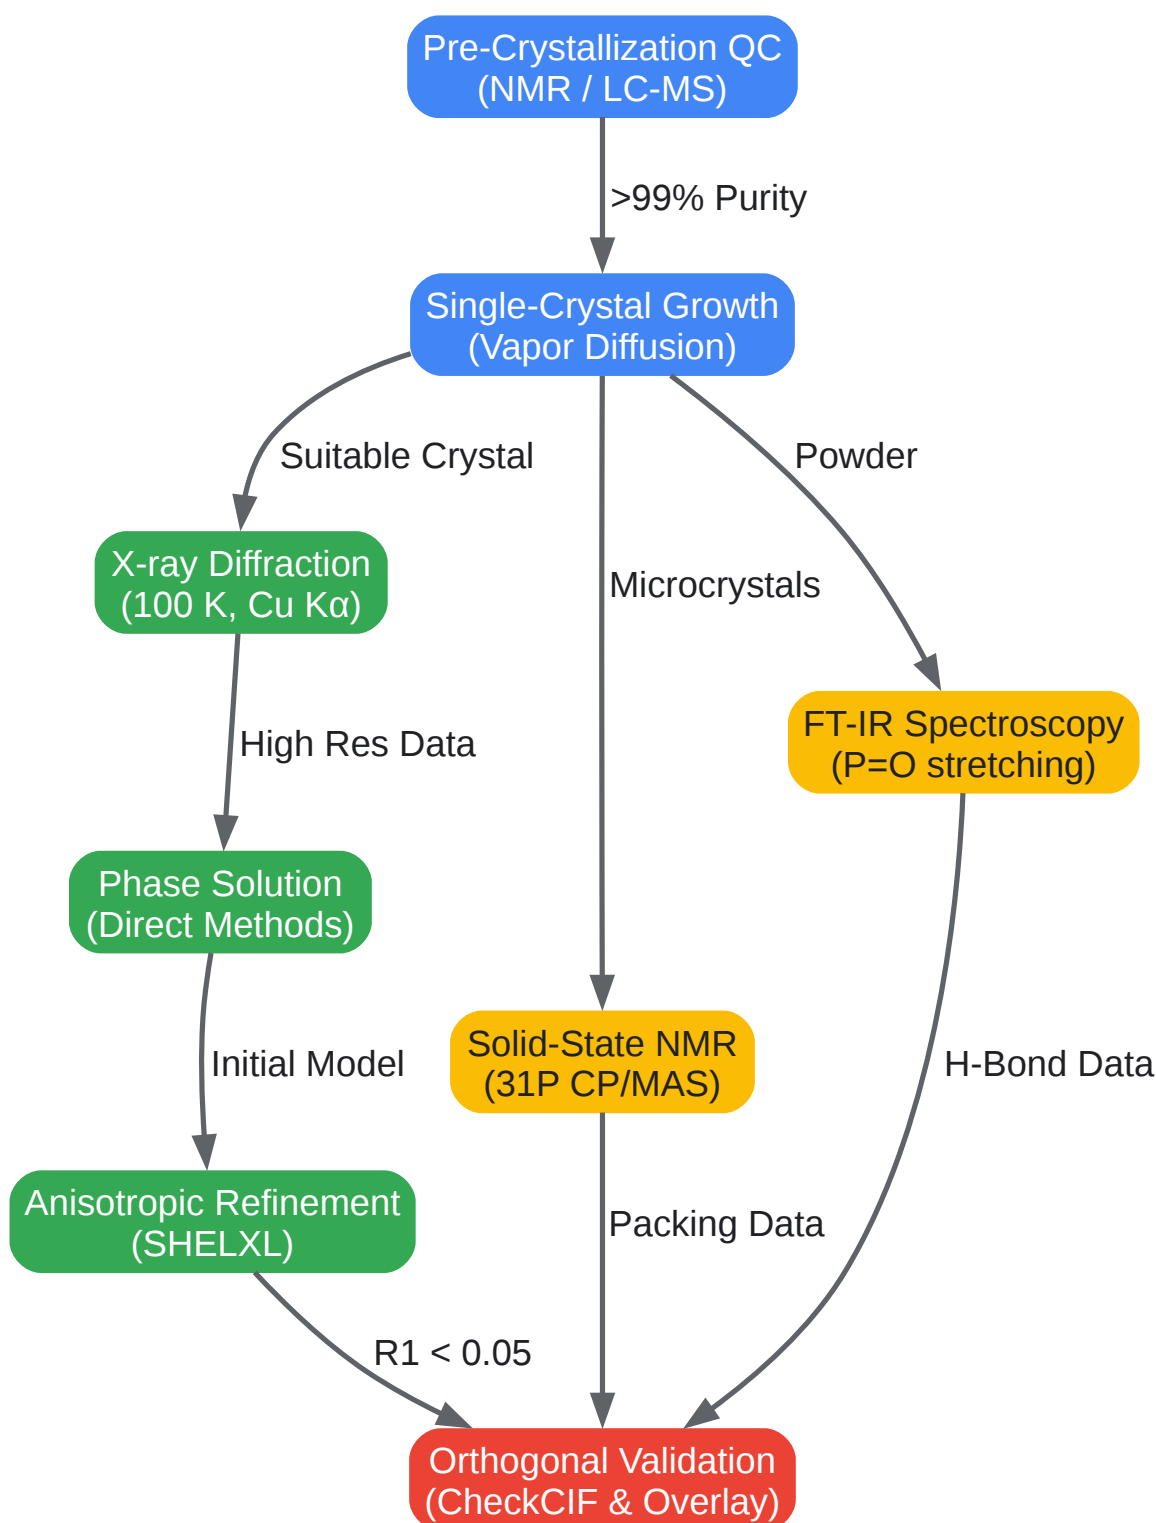 Pre-Crystallization QC
(NMR / LC-MS)
>99% Purity
Single-Crystal Growth
(Vapor Diffusion)
Suitable Crystal
Powder
X-ray Diffraction
(100 K, Cu Kα)
Microcrystals
High Res Data
FT-IR Spectroscopy
(P=O stretching)
Phase Solution
(Direct Methods)
Initial Model
Solid-State NMR
(31P CP/MAS)
H-Bond Data
Anisotropic Refinement
(SHELXL)
Packing Data
R1 < 0.05
Orthogonal Validation
(CheckCIF & Overlay)